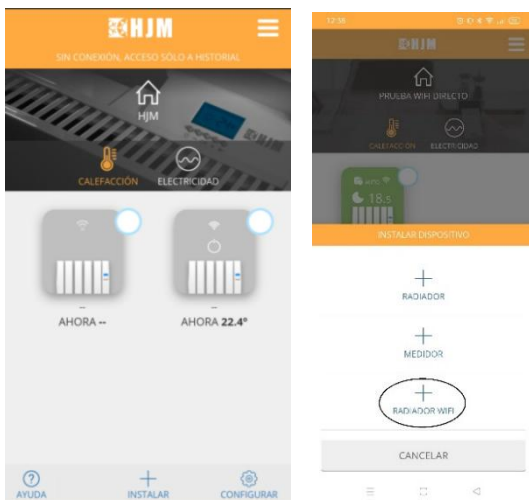 HJM
SIN CONEXIÓN, ACCESO SÓLO A HISTORIAL
HJM
CALEFACCIÓN
ELECTRICIDAD
--
AHORA --
--
AHORA 22.4°
AYUDA
INSTALAR
CONFIGURAR
12:36
HJM
PRUEBA WIFI DIRECTO
CALEFACCIÓN
ELECTRICIDAD
18.5
INSTALAR DISPOSITIVO
RADIADOR
MEDIDOR
RADIADOR WIFI
CANCELAR